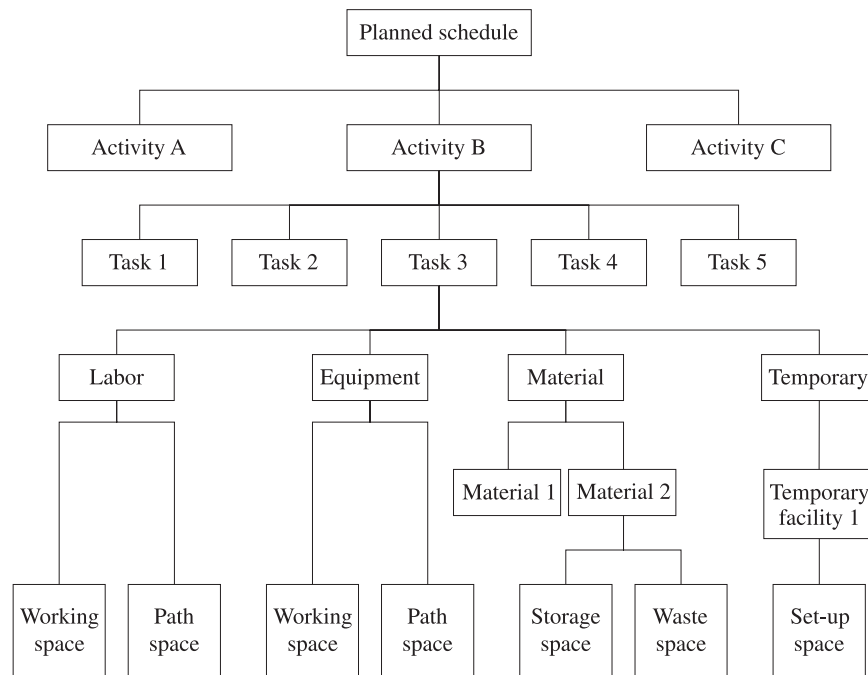 Planned schedule
Activity A
Activity B
Activity C
Task 1
Task 2
Task 3
Task 4
Task 5
Labor
Equipment
Material
Temporary
Material 1
Material 2
Temporary
facility 1
Working
space
Path
space
Working
space
Path
space
Storage
space
Waste
space
Set-up
space